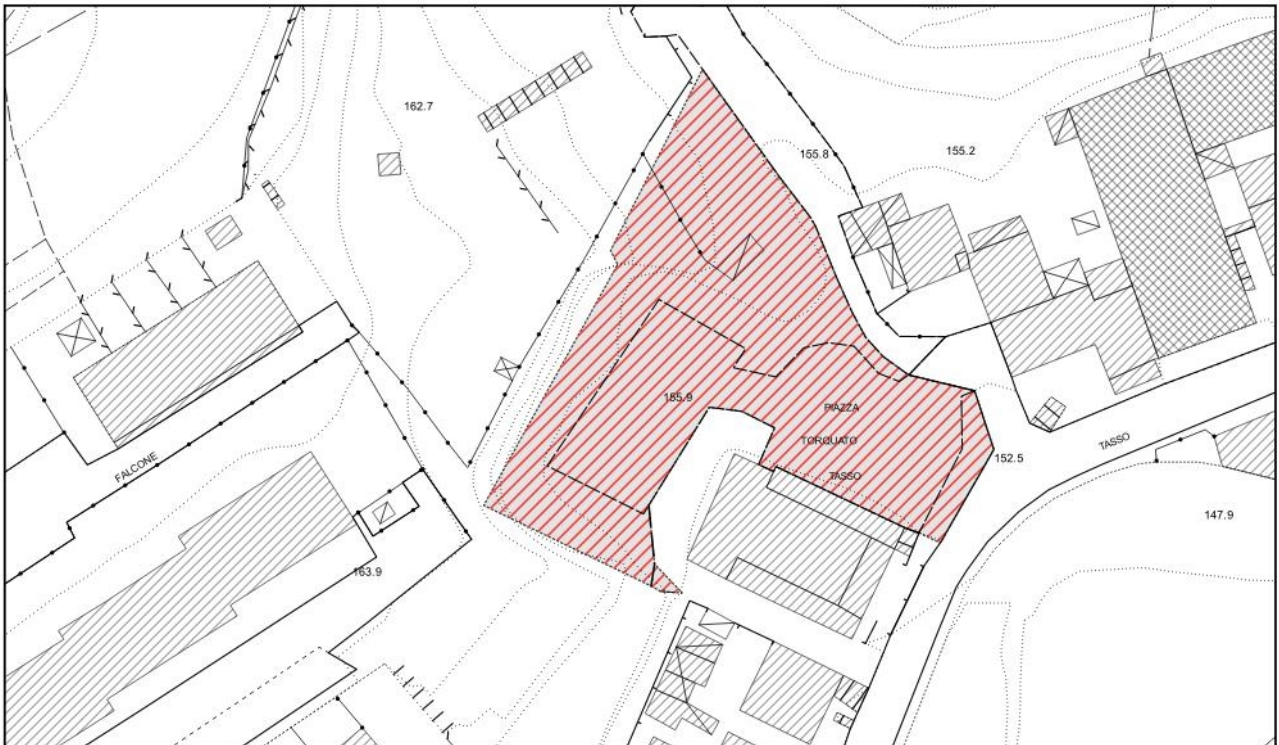 162.7
155.8
155.2
155.9
PIAZZA
TORQUATO
TASSO
TASSO
152.5
FALCONE
147.9
163.9